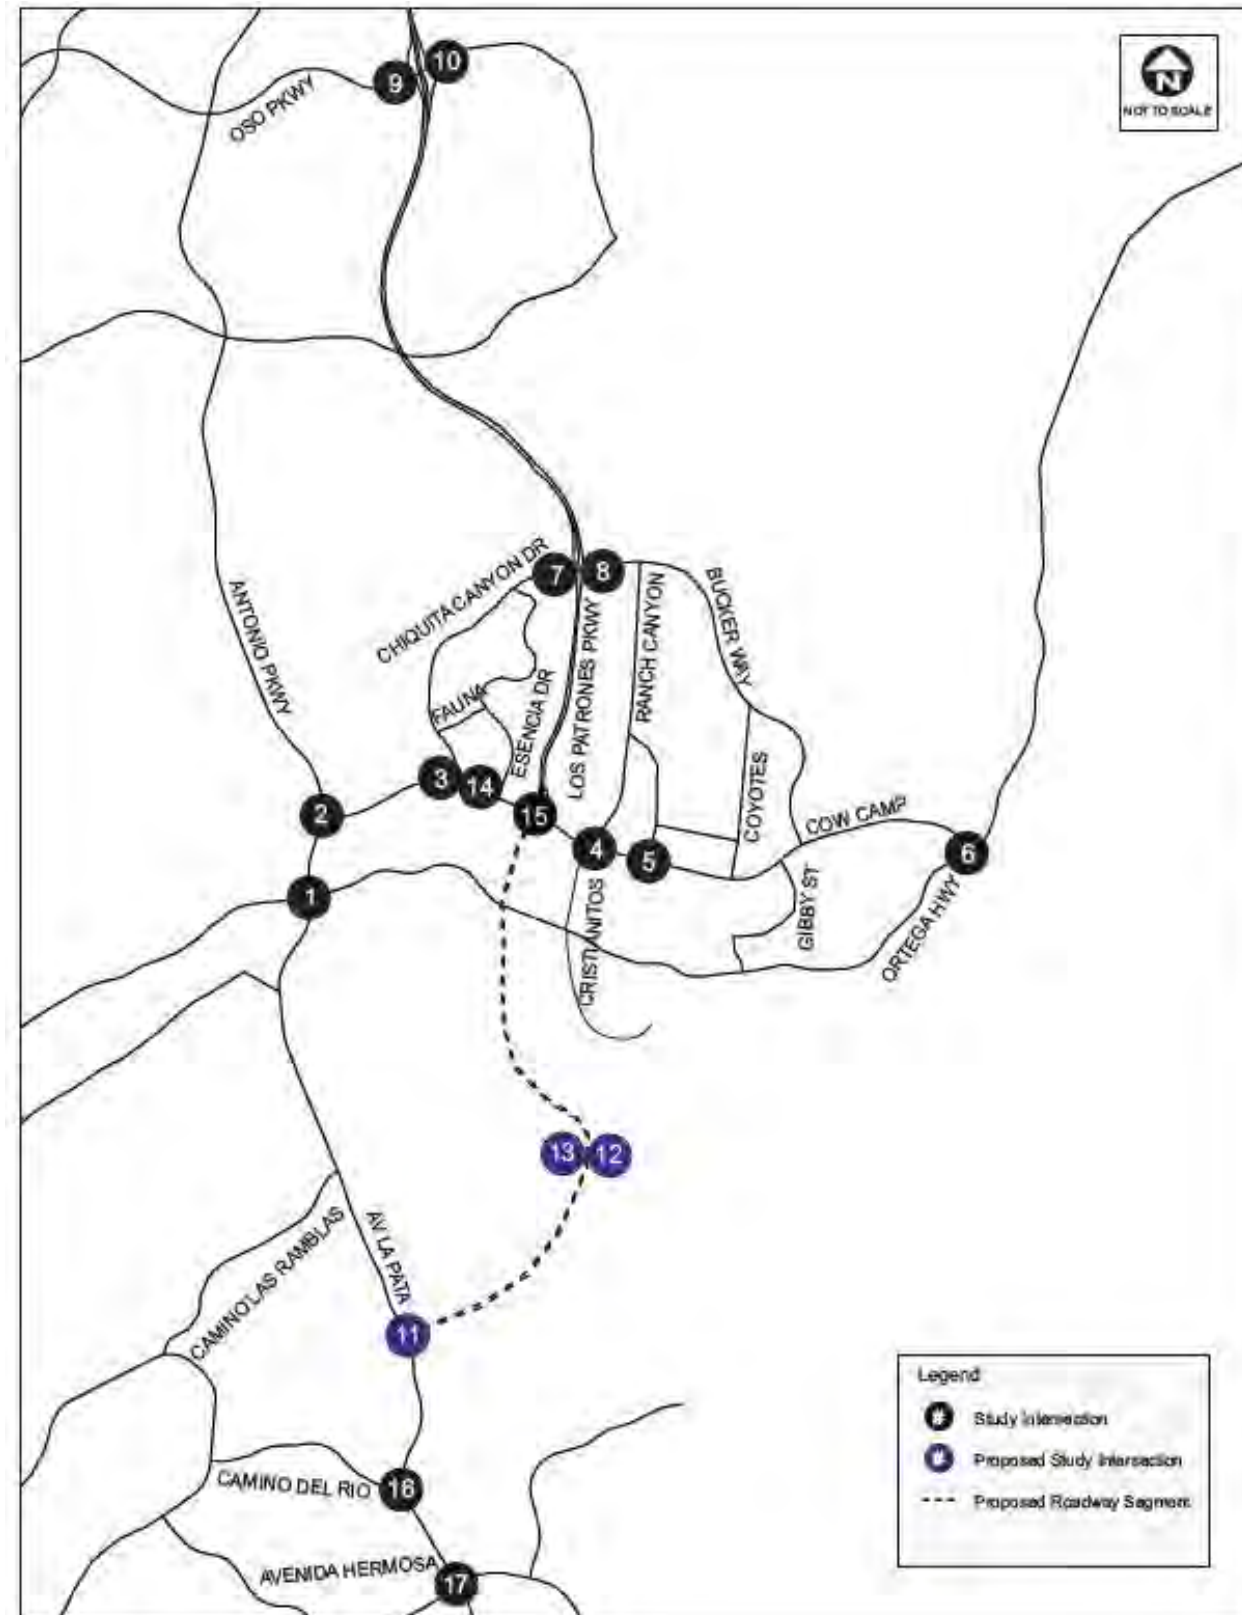 10
9
N
NOT TO SCALE
OSO PKWY
CHIQUITA CANYON DR
7
8
BUCKER WAY
RANCH CANYON
LOS PATRONES PKWY
ANTONIO PKWY
FAUNA
ESENCIA DR
COYOTES
3
14
15
2
COW CAMP
4
5
6
1
GIBBY ST
CRISTIANITOS
ORTEGA HWY
13
12
CAMINO LAS RAMBLAS
AV LA PATA
11
Legend
# Study Intersection
# Proposed Study Intersection
Proposed Roadway Segment
CAMINO DEL RIO
16
AVENIDA HERMOSA
17